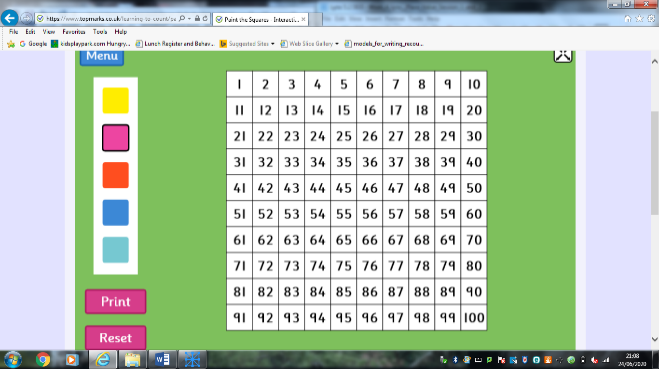 https://www.topmarks.co.uk/learning-to-count/pa
Paint the Squares - Interacti...
File Edit View Favorites Tools Help
Google kidsplaypark.com Hungry... Lunch Register and Behav... Suggested Sites Web Slice Gallery models_for_writing_recou...
Menu
1 2 3 4 5 6 7 8 9 10
11 12 13 14 15 16 17 18 19 20
21 22 23 24 25 26 27 28 29 30
31 32 33 34 35 36 37 38 39 40
41 42 43 44 45 46 47 48 49 50
51 52 53 54 55 56 57 58 59 60
61 62 63 64 65 66 67 68 69 70
71 72 73 74 75 76 77 78 79 80
81 82 83 84 85 86 87 88 89 90
91 92 93 94 95 96 97 98 99 100
Print
Reset
21:08
24/06/2020